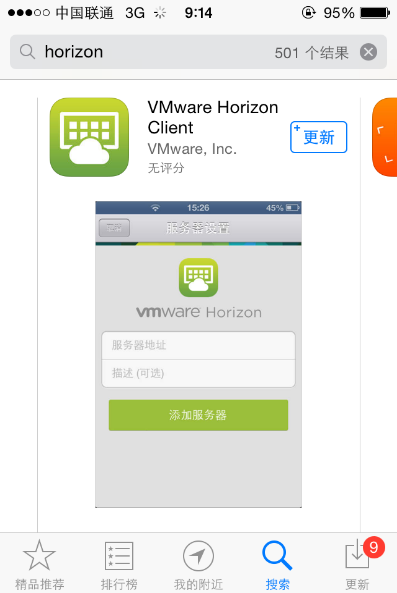 中国联通 3G 9:14 95%
horizon 501 个结果
VMware Horizon
Client
VMware, Inc.
无评分
更新
15:26 45%
服务器设置
vmware Horizon
服务器地址
描述 (可选)
添加服务器
精品推荐 排行榜 我的附近 搜索 更新
9